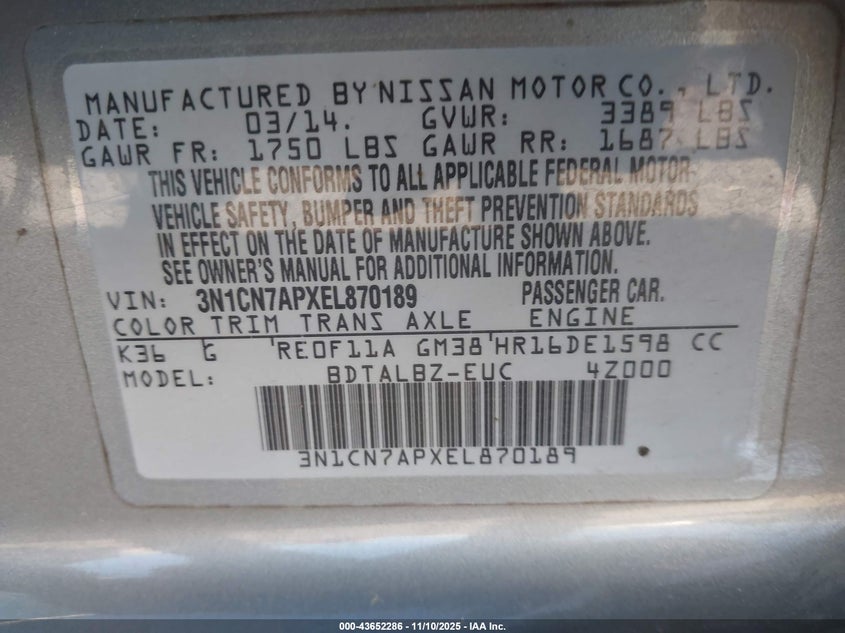 MANUFACTURED BY NISSAN MOTOR CO., LTD.
DATE: 03/14. GVWR: 3389 LBS
GAWR FR: 1750 LBS GAWR RR: 1687 LBS
THIS VEHICLE CONFORMS TO ALL APPLICABLE FEDERAL MOTOR
VEHICLE SAFETY, BUMPER AND THEFT PREVENTION STANDARDS
IN EFFECT ON THE DATE OF MANUFACTURE SHOWN ABOVE.
SEE OWNER'S MANUAL FOR ADDITIONAL INFORMATION.
VIN: 3N1CN7APXEL870189 PASSENGER CAR.
COLOR TRIM TRANS AXLE ENGINE
K36 G RE0F11A GM38 HR16DE1598 CC
MODEL: BDTALBZ-EUC 4Z000
3N1CN7APXEL870189
000-43652286 - 11/10/2025 - IAA Inc.